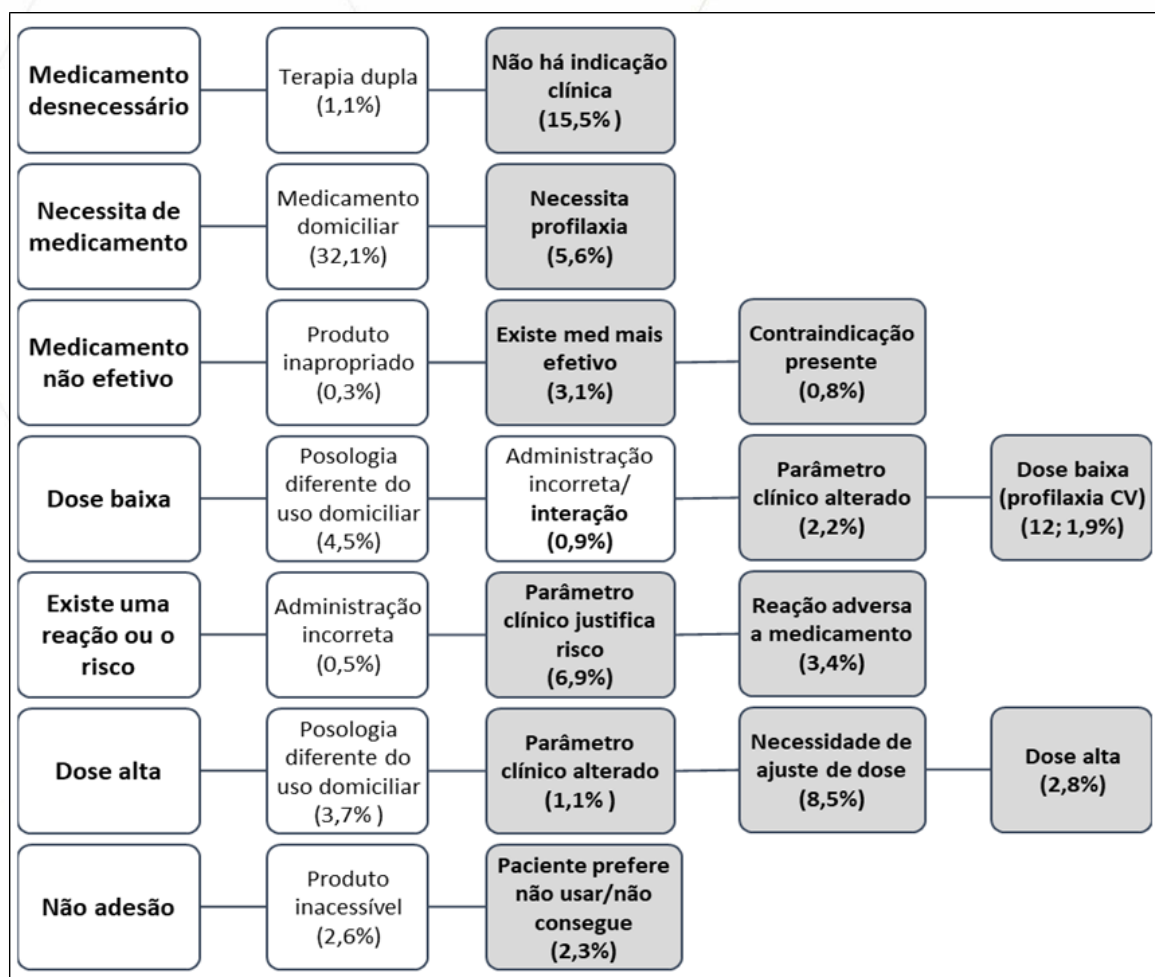 Medicamento
desnecessário
Terapia dupla
(1,1%)
Não há indicação
clínica
(15,5% )
Necessita de
medicamento
Medicamento
domiciliar
(32,1%)
Necessita
profilaxia
(5,6%)
Medicamento
não efetivo
Produto
inapropriado
(0,3%)
Existe med mais
efetivo
(3,1%)
Contraindicação
presente
(0,8%)
Dose baixa
Posologia
diferente do
uso domiciliar
(4,5%)
Administração
incorreta/
interação
(0,9%)
Parâmetro
clínico alterado
(2,2%)
Dose baixa
(profilaxia CV)
(12; 1,9%)
Existe uma
reação ou o
risco
Administração
incorreta
(0,5%)
Parâmetro
clínico justifica
risco
(6,9%)
Reação adversa
a medicamento
(3,4%)
Dose alta
Posologia
diferente do
uso domiciliar
(3,7% )
Parâmetro
clínico alterado
(1,1% )
Necessidade de
ajuste de dose
(8,5%)
Dose alta
(2,8%)
Não adesão
Produto
inacessível
(2,6%)
Paciente prefere
não usar/não
consegue
(2,3%)